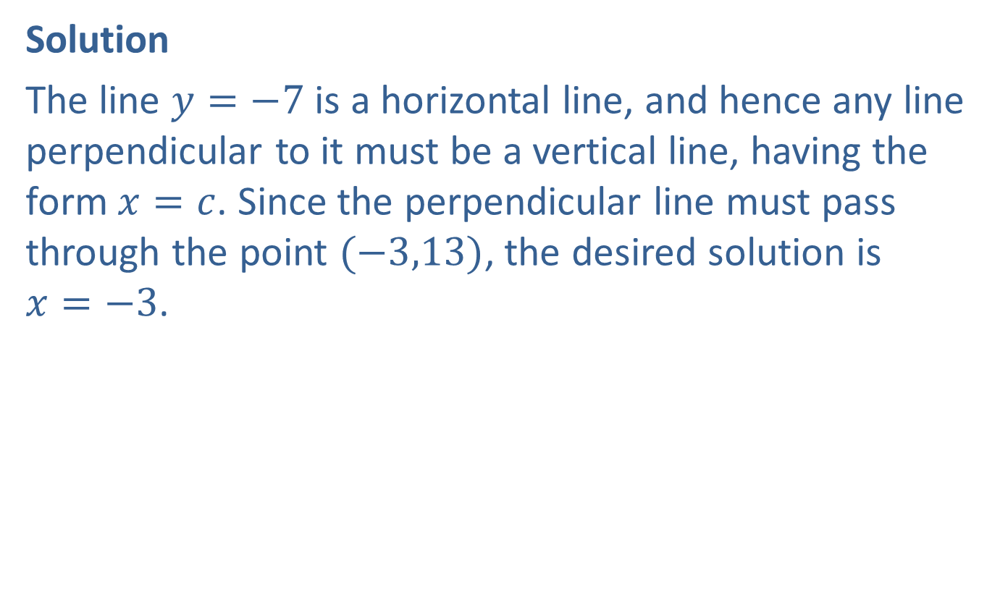 Solution
The line y = −7 is a horizontal line, and hence any line
perpendicular to it must be a vertical line, having the
form x = c. Since the perpendicular line must pass
through the point (−3,13), the desired solution is
x = −3.